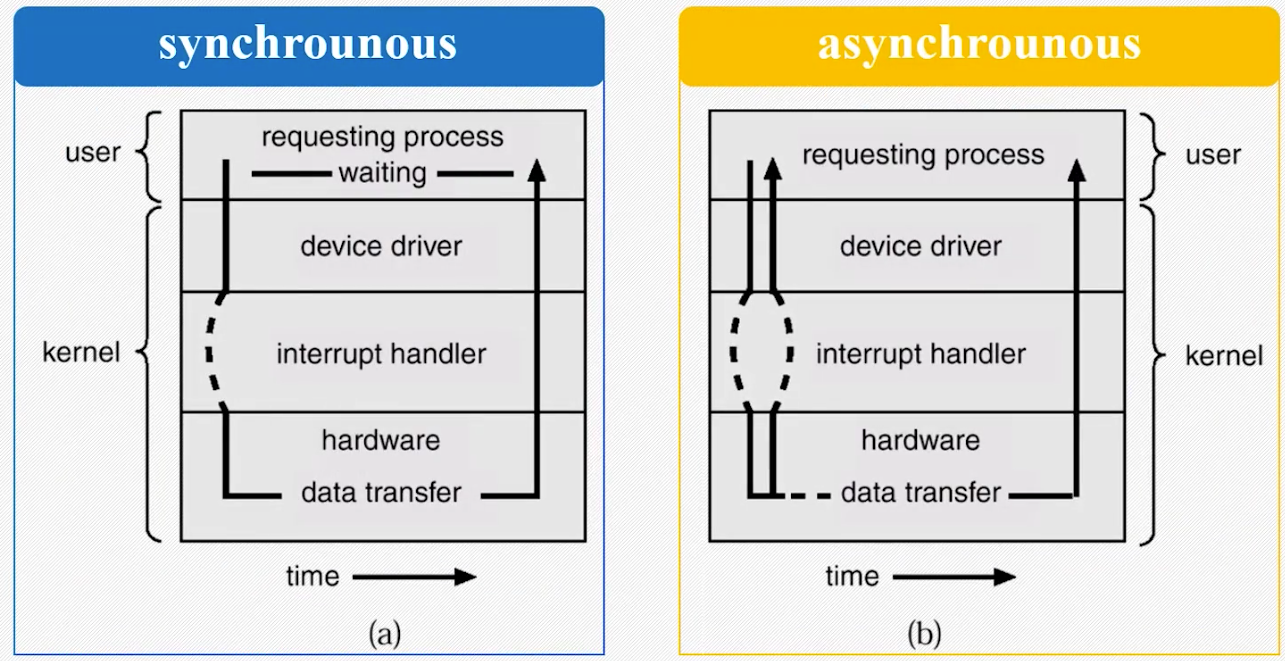 synchrounous
user
requesting process
waiting
device driver
kernel
interrupt handler
hardware
data transfer
time
(a)
asynchrounous
requesting process
user
device driver
interrupt handler
kernel
hardware
data transfer
time
(b)